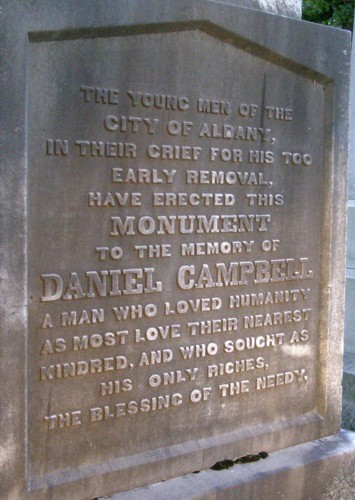 THE YOUNG MEN OF THE
CITY OF ALBANY,
IN THEIR GRIEF FOR HIS TOO
EARLY REMOVAL,
HAVE ERECTED THIS
MONUMENT
TO THE MEMORY OF
DANIEL CAMPBELL
A MAN WHO LOVED HUMANITY
AS MOST LOVE THEIR NEAREST
KINDRED, AND WHO SOUGHT AS
HIS ONLY RICHES,
THE BLESSING OF THE NEEDY.